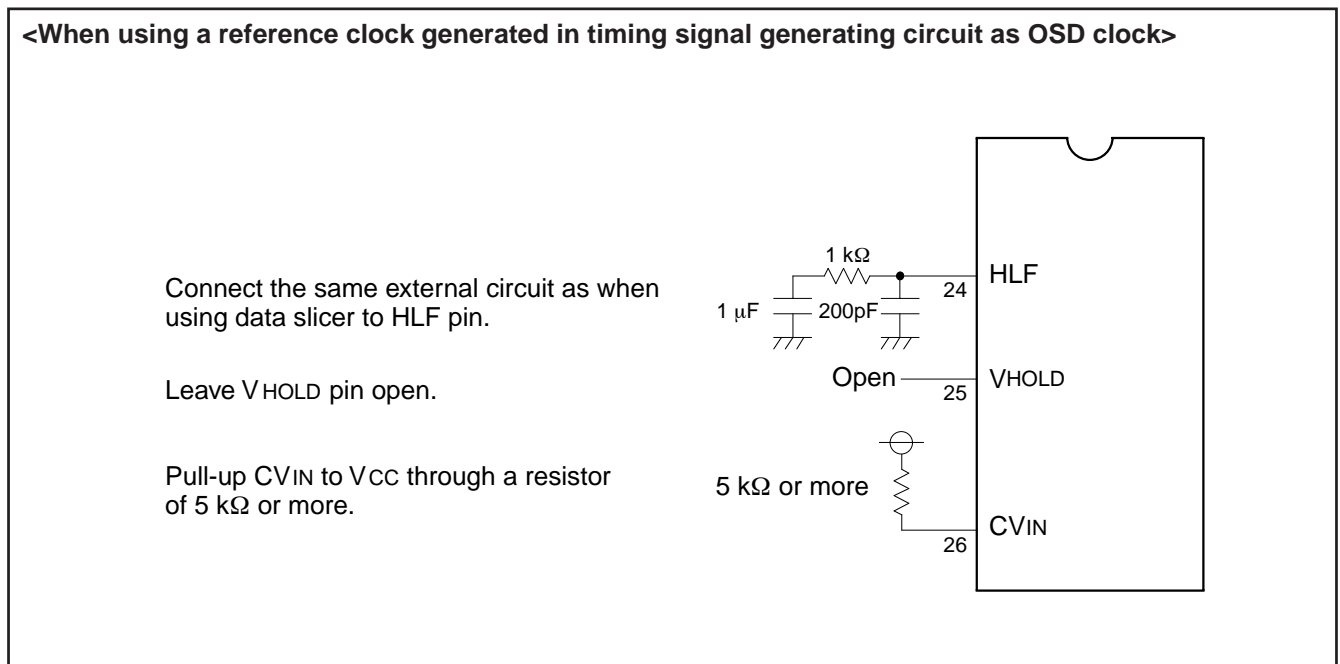 <When using a reference clock generated in timing signal generating circuit as OSD clock>
Connect the same external circuit as when
using data slicer to HLF pin.
Leave VHOLD pin open.
Pull-up CVIN to VCC through a resistor
of 5 kΩ or more.
1 kΩ
1 μF
200pF
24
HLF
Open
25
VHOLD
5 kΩ or more
26
CVIN